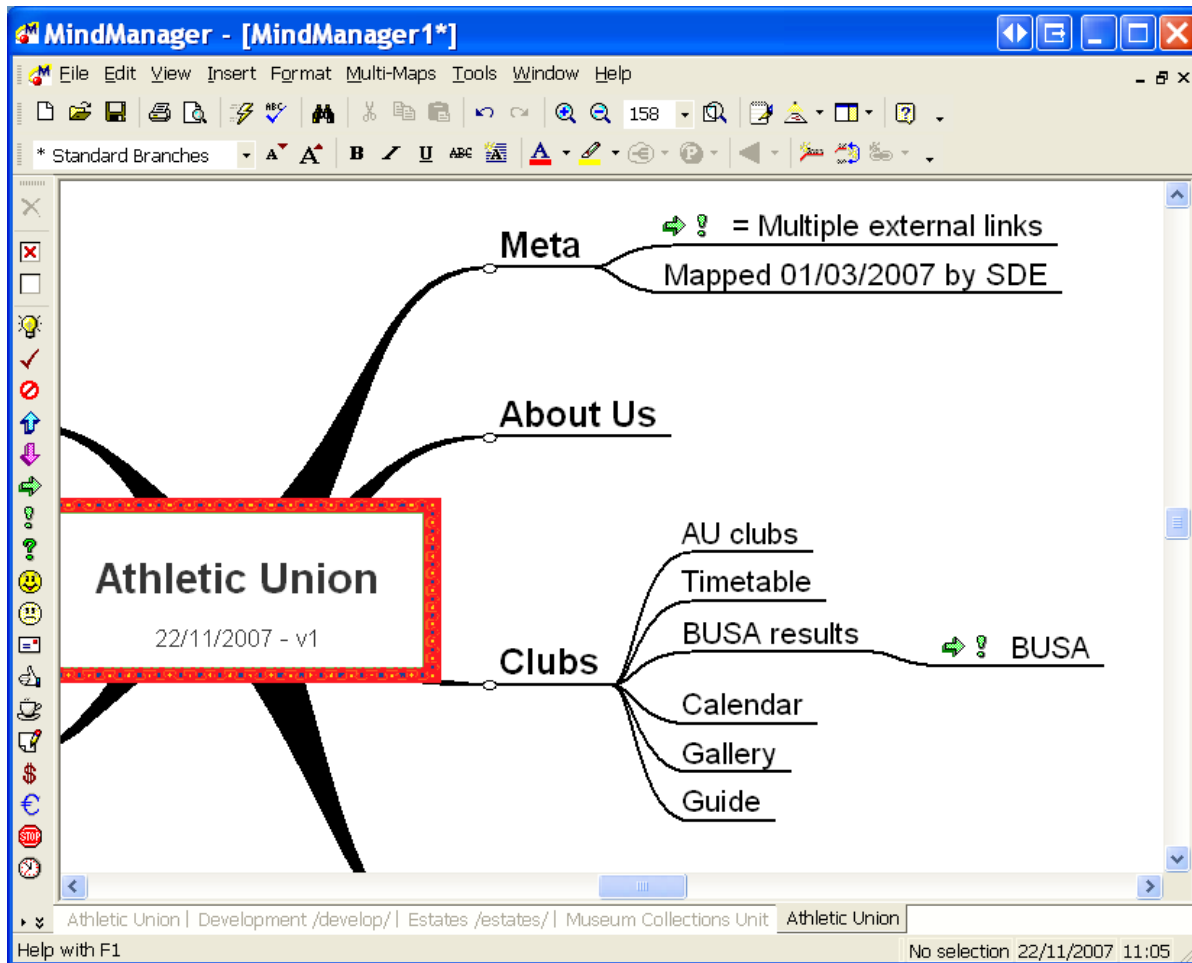 MindManager - [MindManager1*]
File Edit View Insert Format Multi-Maps Tools Window Help
158
* Standard Branches
B I U ABC
Meta
= Multiple external links
Mapped 01/03/2007 by SDE
About Us
Athletic Union
22/11/2007 - v1
Clubs
AU clubs
Timetable
BUSA results
BUSA
Calendar
Gallery
Guide
STOP
Athletic Union | Development /develop/ | Estates /estates/ | Museum Collections Unit Athletic Union
Help with F1
No selection 22/11/2007 11:05